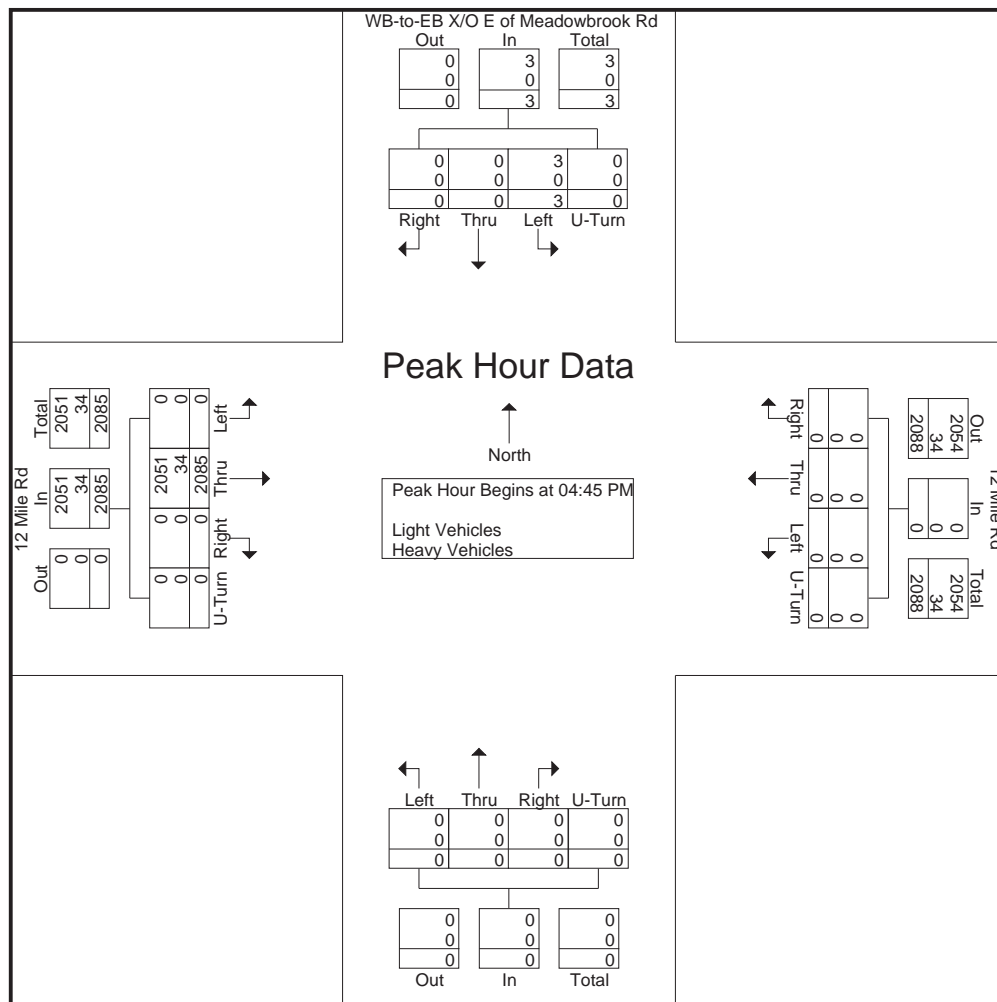 WB-to-EB X/O E of Meadowbrook Rd
Out In Total
0 3 3
0 0 0
0 3 3
0 0 3 0
0 0 0 0
0 0 3 0
Right Thru Left U-Turn
Peak Hour Data
North
Peak Hour Begins at 04:45 PM
Light Vehicles
Heavy Vehicles
12 Mile Rd
Out In Total
0 2051 2051
0 34 34
0 2085 2085
U-Turn Right Thru Left
0 0 2051 0
0 0 34 0
0 0 2085 0
12 Mile Rd
Out In Total
2054 0 2054
34 0 34
2088 0 2088
Right Thru Left U-Turn
0 0 0 0
0 0 0 0
0 0 0 0
Left Thru Right U-Turn
0 0 0 0
0 0 0 0
0 0 0 0
0 0 0
0 0 0
0 0 0
Out In Total